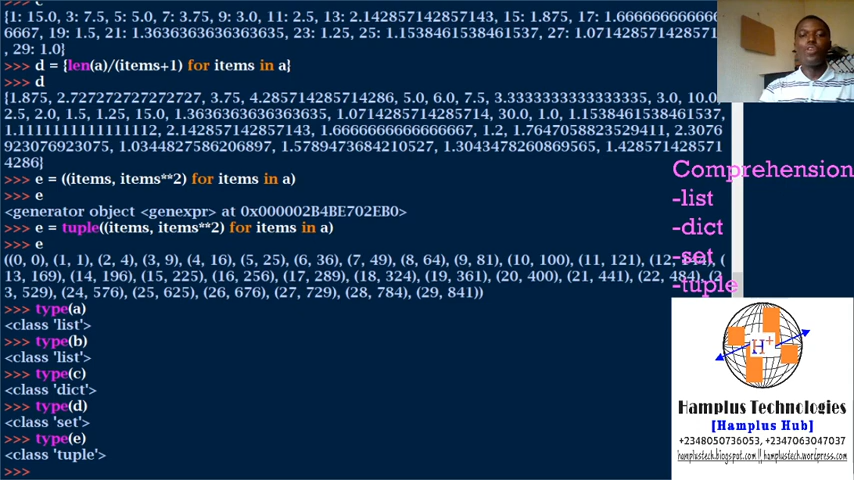 {1: 15.0, 3: 7.5, 5: 5.0, 7: 3.75, 9: 3.0, 11: 2.5, 13: 2.142857142857143, 15: 1.875, 17: 1.666666666666
6667, 19: 1.5, 21: 1.3636363636363635, 23: 1.25, 25: 1.1538461538461537, 27: 1.0714285714285714
, 29: 1.0}
>>> d = {len(a)/(items+1) for items in a}
>>> d
{1.875, 2.727272727272727, 3.75, 4.285714285714286, 5.0, 6.0, 7.5, 3.3333333333333335, 3.0, 10.0,
2.5, 2.0, 1.5, 1.25, 15.0, 1.3636363636363635, 1.0714285714285714, 30.0, 1.0, 1.1538461538461537,
1.1111111111111112, 2.142857142857143, 1.6666666666666667, 1.2, 1.7647058823529411, 2.3076
923076923075, 1.0344827586206897, 1.5789473684210527, 1.3043478260869565, 1.428571428571
4286}
>>> e = ((items, items**2) for items in a)
>>> e
<generator object <genexpr> at 0x000002B4BE702EB0>
>>> e = tuple((items, items**2) for items in a)
>>> e
((0, 0), (1, 1), (2, 4), (3, 9), (4, 16), (5, 25), (6, 36), (7, 49), (8, 64), (9, 81), (10, 100), (11, 121), (12, 144), (
13, 169), (14, 196), (15, 225), (16, 256), (17, 289), (18, 324), (19, 361), (20, 400), (21, 441), (22, 484), (2
3, 529), (24, 576), (25, 625), (26, 676), (27, 729), (28, 784), (29, 841))
>>> type(a)
<class 'list'>
>>> type(b)
<class 'list'>
>>> type(c)
<class 'dict'>
>>> type(d)
<class 'set'>
>>> type(e)
<class 'tuple'>
>>>
Comprehension
-list
-dict
-set
-tuple
H+
Hamplus Technologies
[Hamplus Hub]
+2348050736053, +2347063047037
hamplustech.blogspot.com || hamplustech.wordpress.com